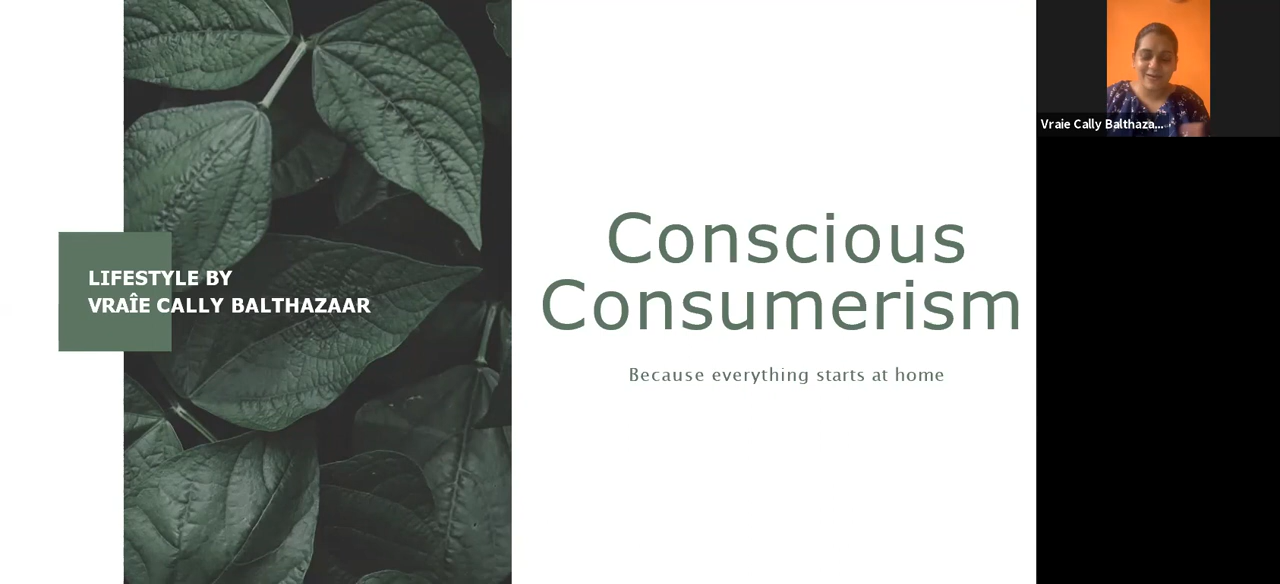 LIFESTYLE BY
VRAÎE CALLY BALTHAZAAR
Conscious
Consumerism
Because everything starts at home
Vraie Cally Balthaza...